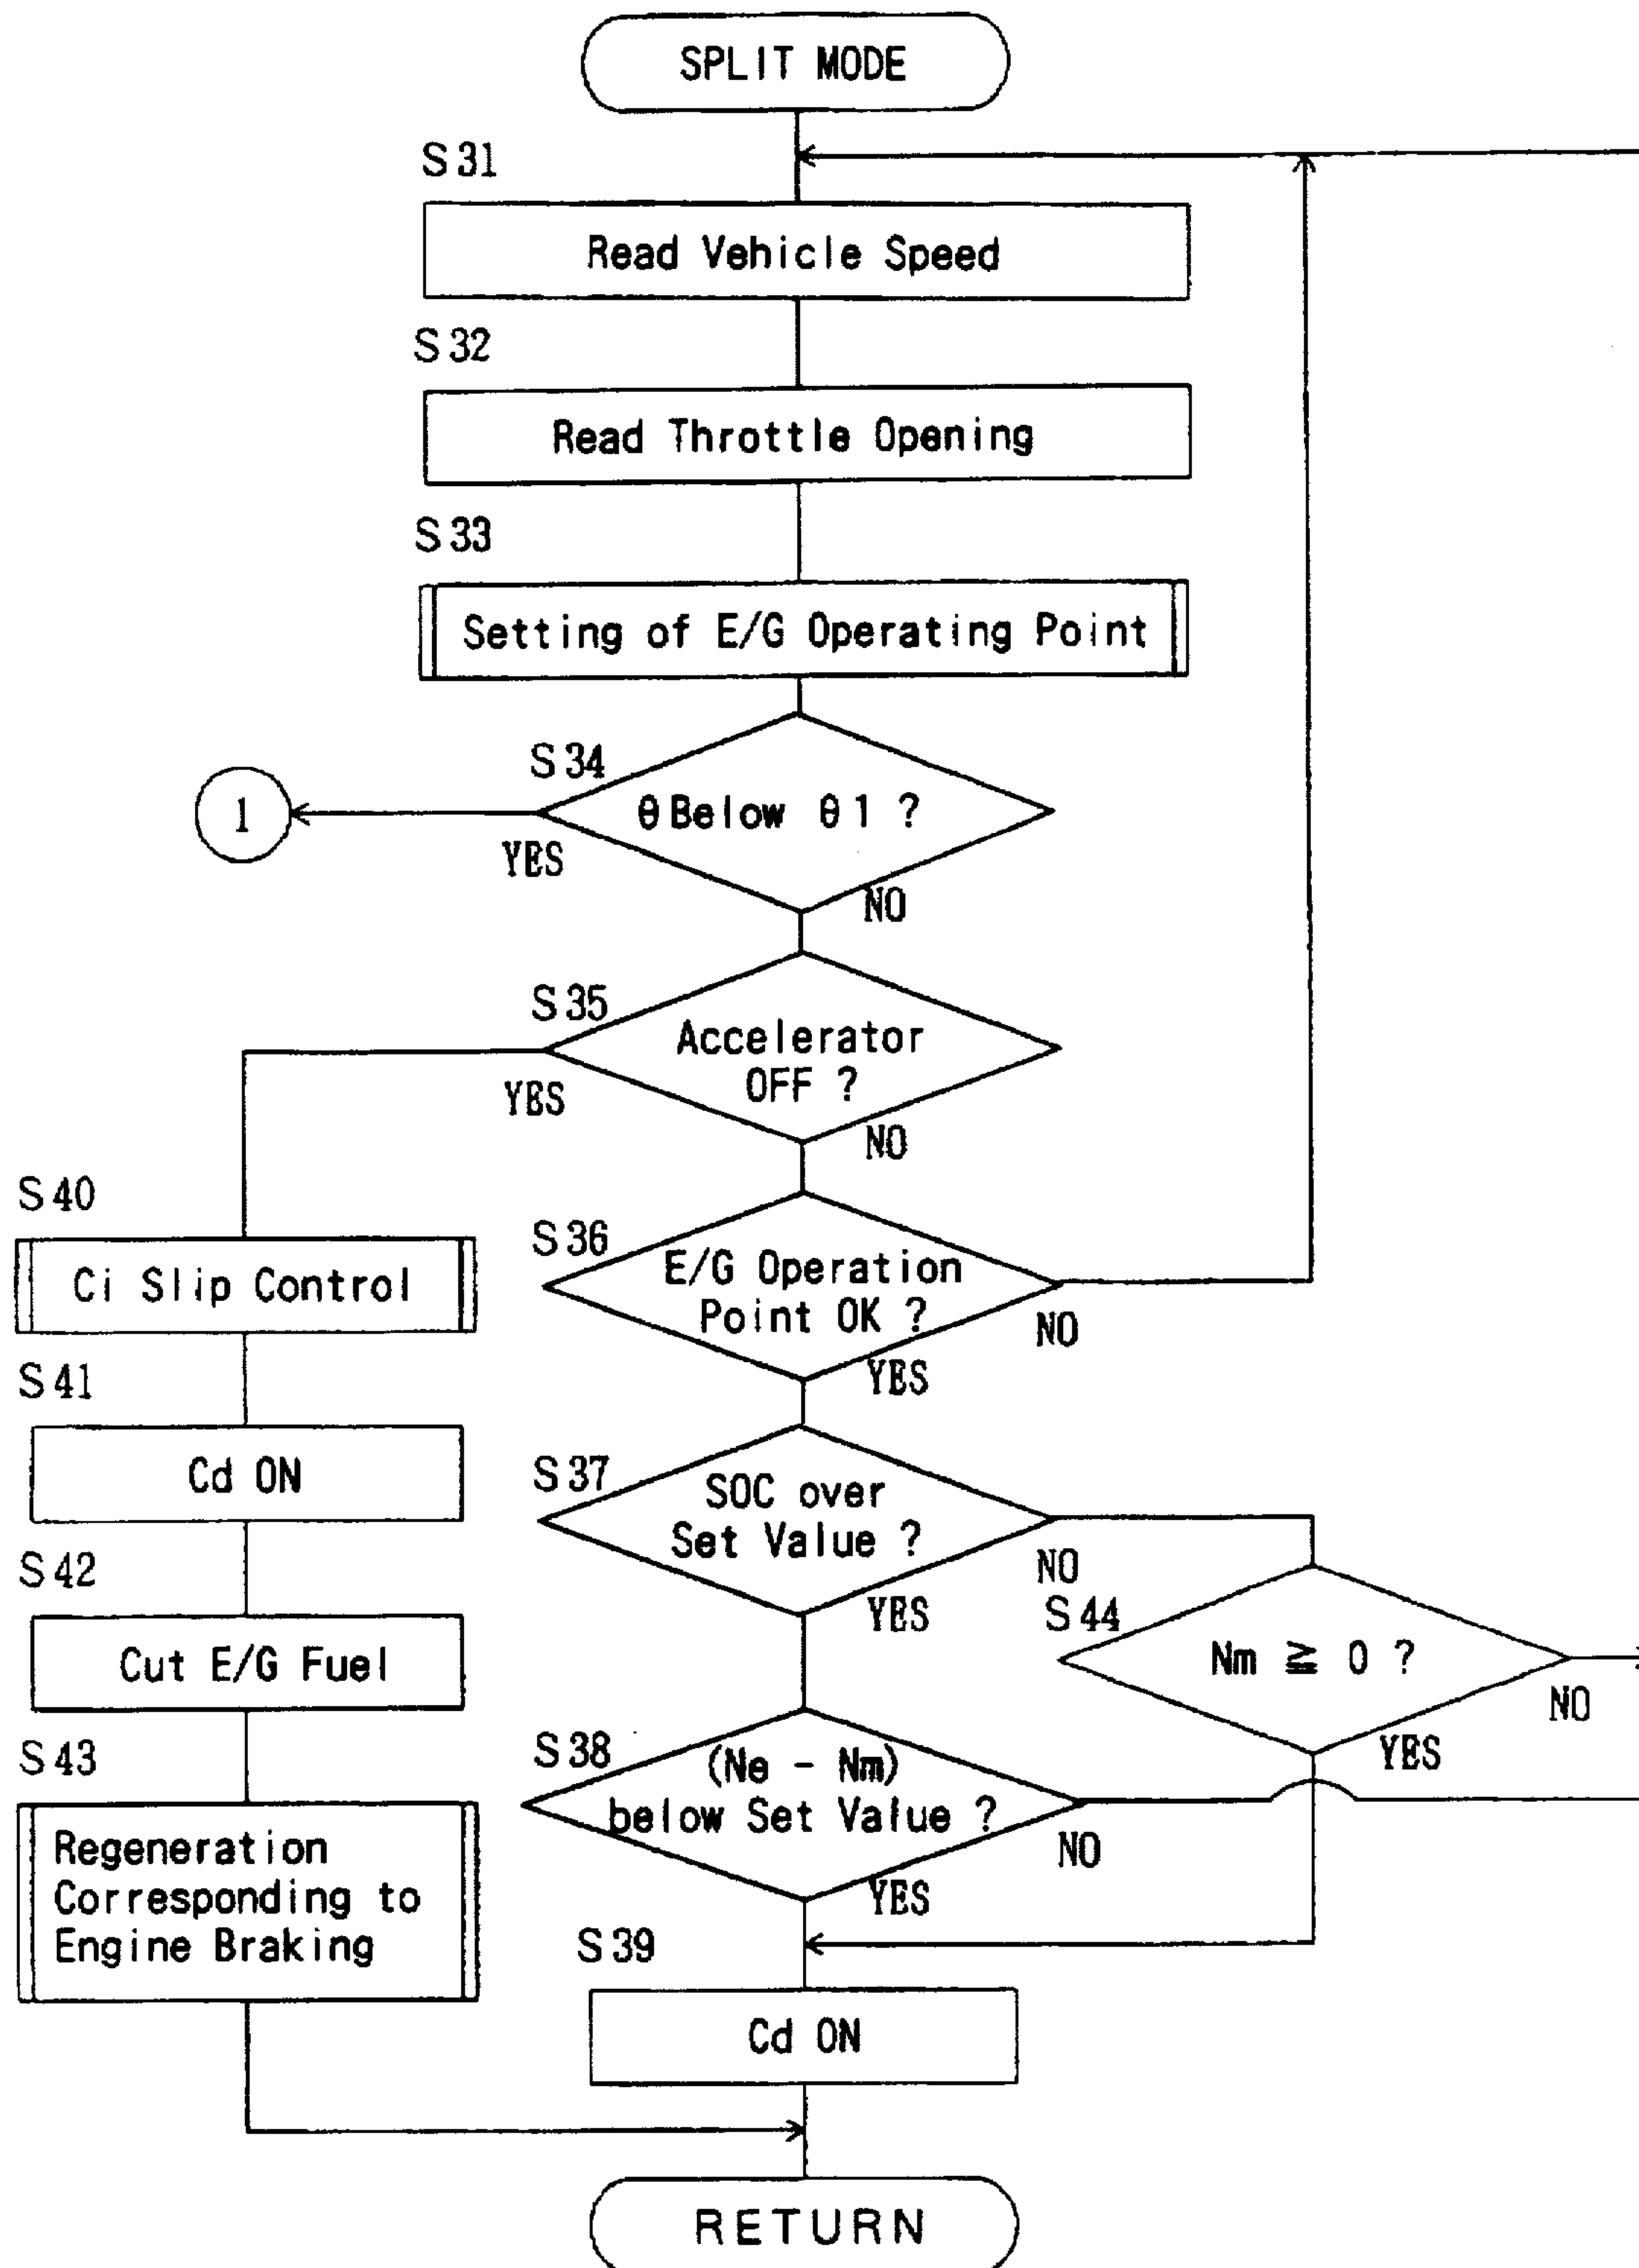 SPLIT MODE
S31
Read Vehicle Speed
S32
Read Throttle Opening
S33
Setting of E/G Operating Point
S34
θ Below θ1 ?
1
YES
NO
S35
Accelerator
OFF ?
YES
NO
S40
Ci Slip Control
S36
E/G Operation
Point OK ?
NO
YES
S41
Cd ON
S37
SOC over
Set Value ?
NO
YES
S42
Cut E/G Fuel
S44
Nm ≧ 0 ?
NO
YES
S43
Regeneration
Corresponding to
Engine Braking
S38
(Ne - Nm)
below Set Value ?
NO
YES
S39
Cd ON
RETURN